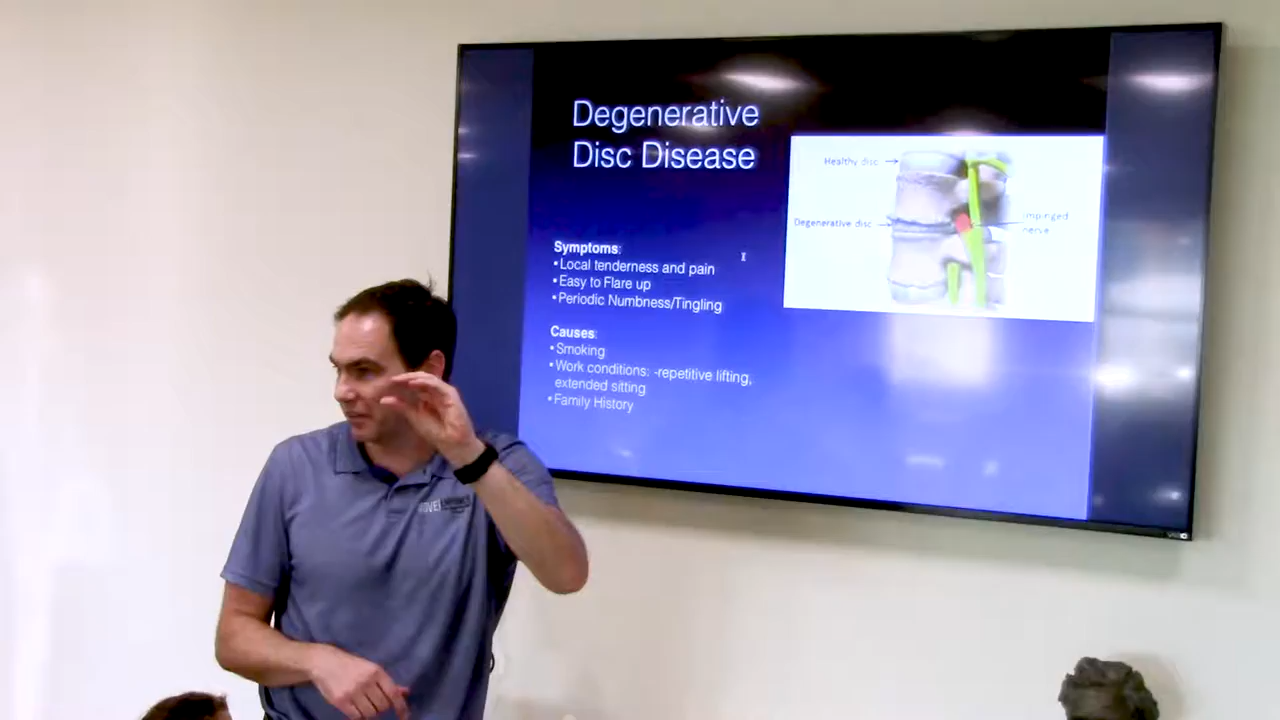 Degenerative
Disc Disease
Symptoms:
•Local tenderness and pain
•Easy to Flare up
•Periodic Numbness/Tingling
Causes:
•Smoking
•Work conditions: -repetitive lifting,
extended sitting
•Family History
Healthy disc
Degenerative disc
Impinged
nerve